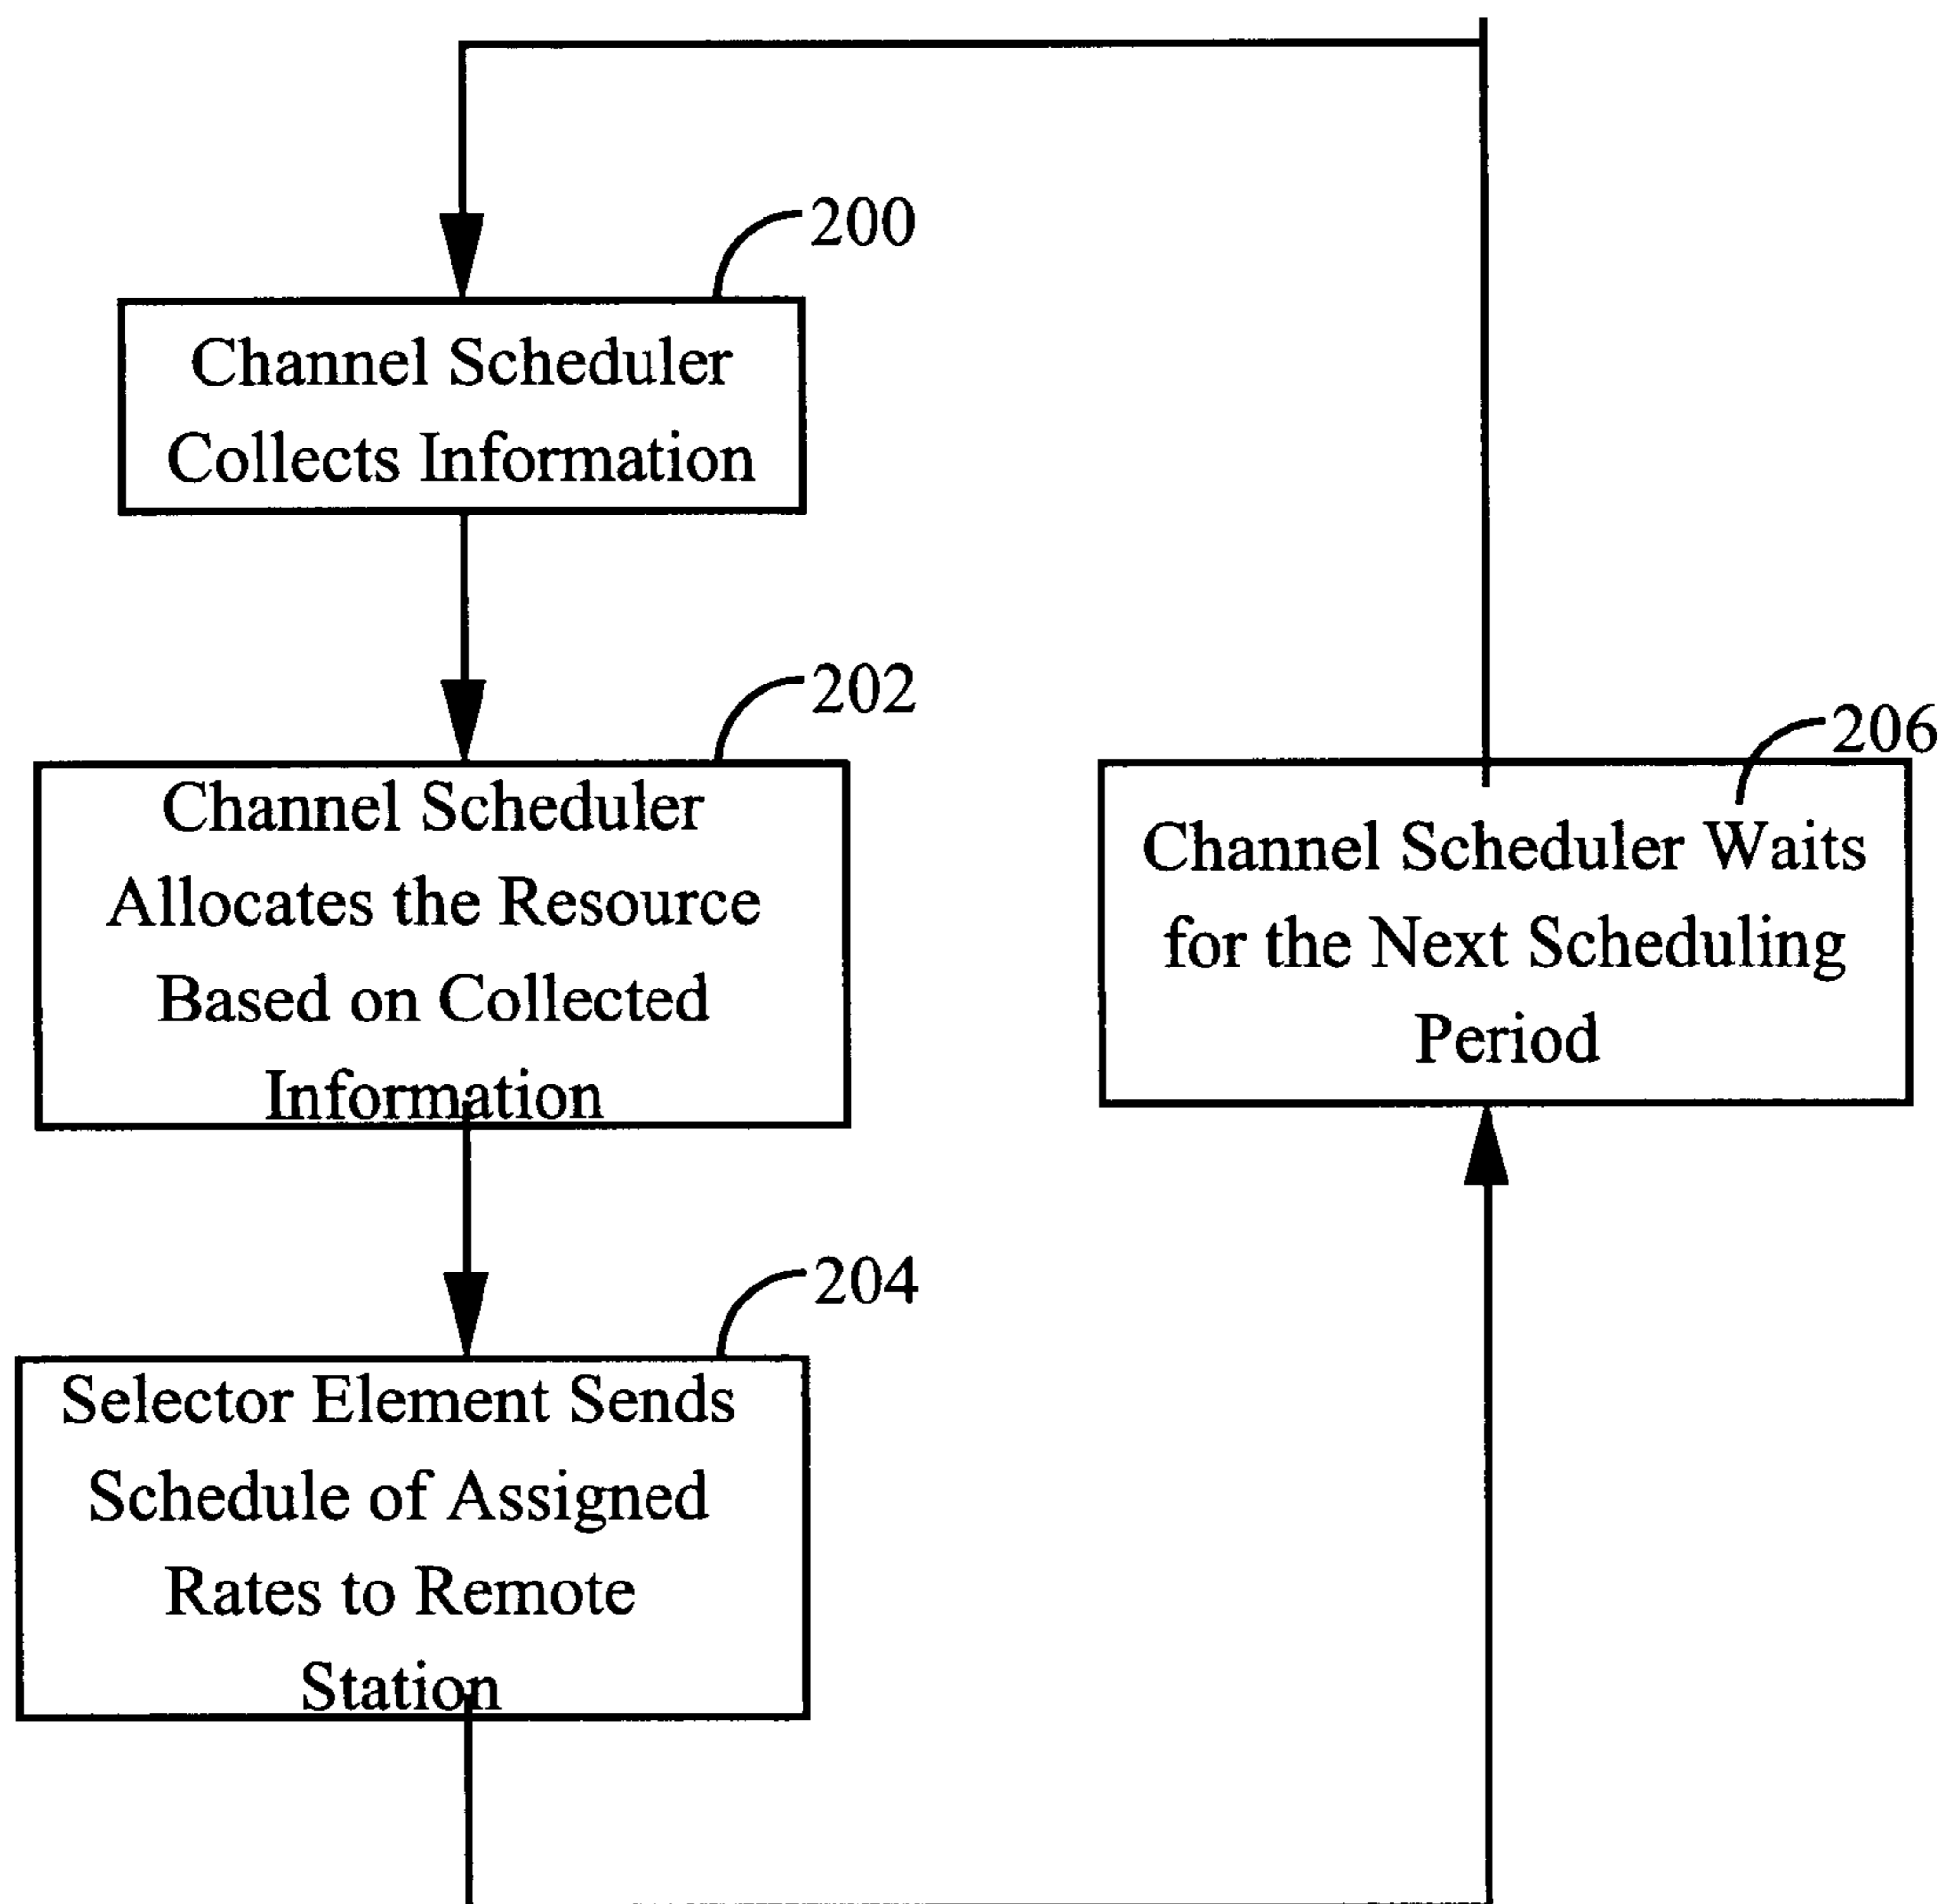 200
Channel Scheduler
Collects Information
202
Channel Scheduler
Allocates the Resource
Based on Collected
Information
204
Selector Element Sends
Schedule of Assigned
Rates to Remote
Station
206
Channel Scheduler Waits
for the Next Scheduling
Period